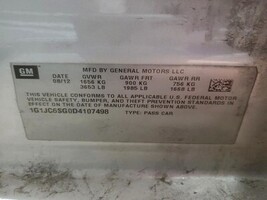 GM
MFD BY GENERAL MOTORS LLC
DATE GVWR GAWR FRT GAWR RR
09/12 1656 KG 900 KG 756 KG
3653 LB 1985 LB 1668 LB
THIS VEHICLE CONFORMS TO ALL APPLICABLE U.S. FEDERAL MOTOR
VEHICLE SAFETY, BUMPER, AND THEFT PREVENTION STANDARDS IN
EFFECT ON THE DATE OF MANUFACTURE SHOWN ABOVE.
1G1JC6SG0D4107498 TYPE: PASS CAR